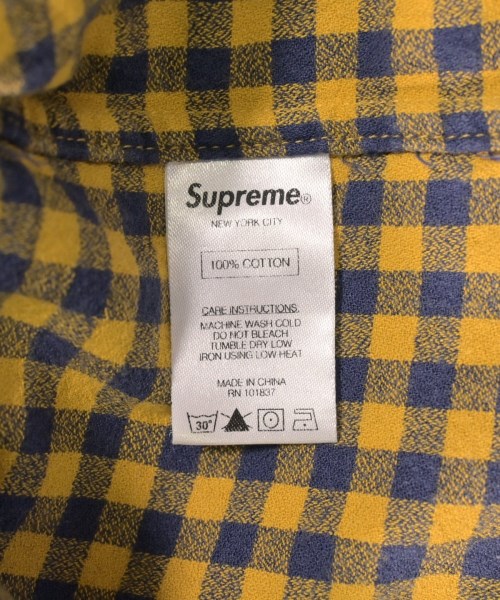 Supreme®
NEW YORK CITY
100% COTTON
CARE INSTRUCTIONS:
MACHINE WASH COLD
DO NOT BLEACH
TUMBLE DRY LOW
IRON USING LOW HEAT
MADE IN CHINA
RN 101837
30°